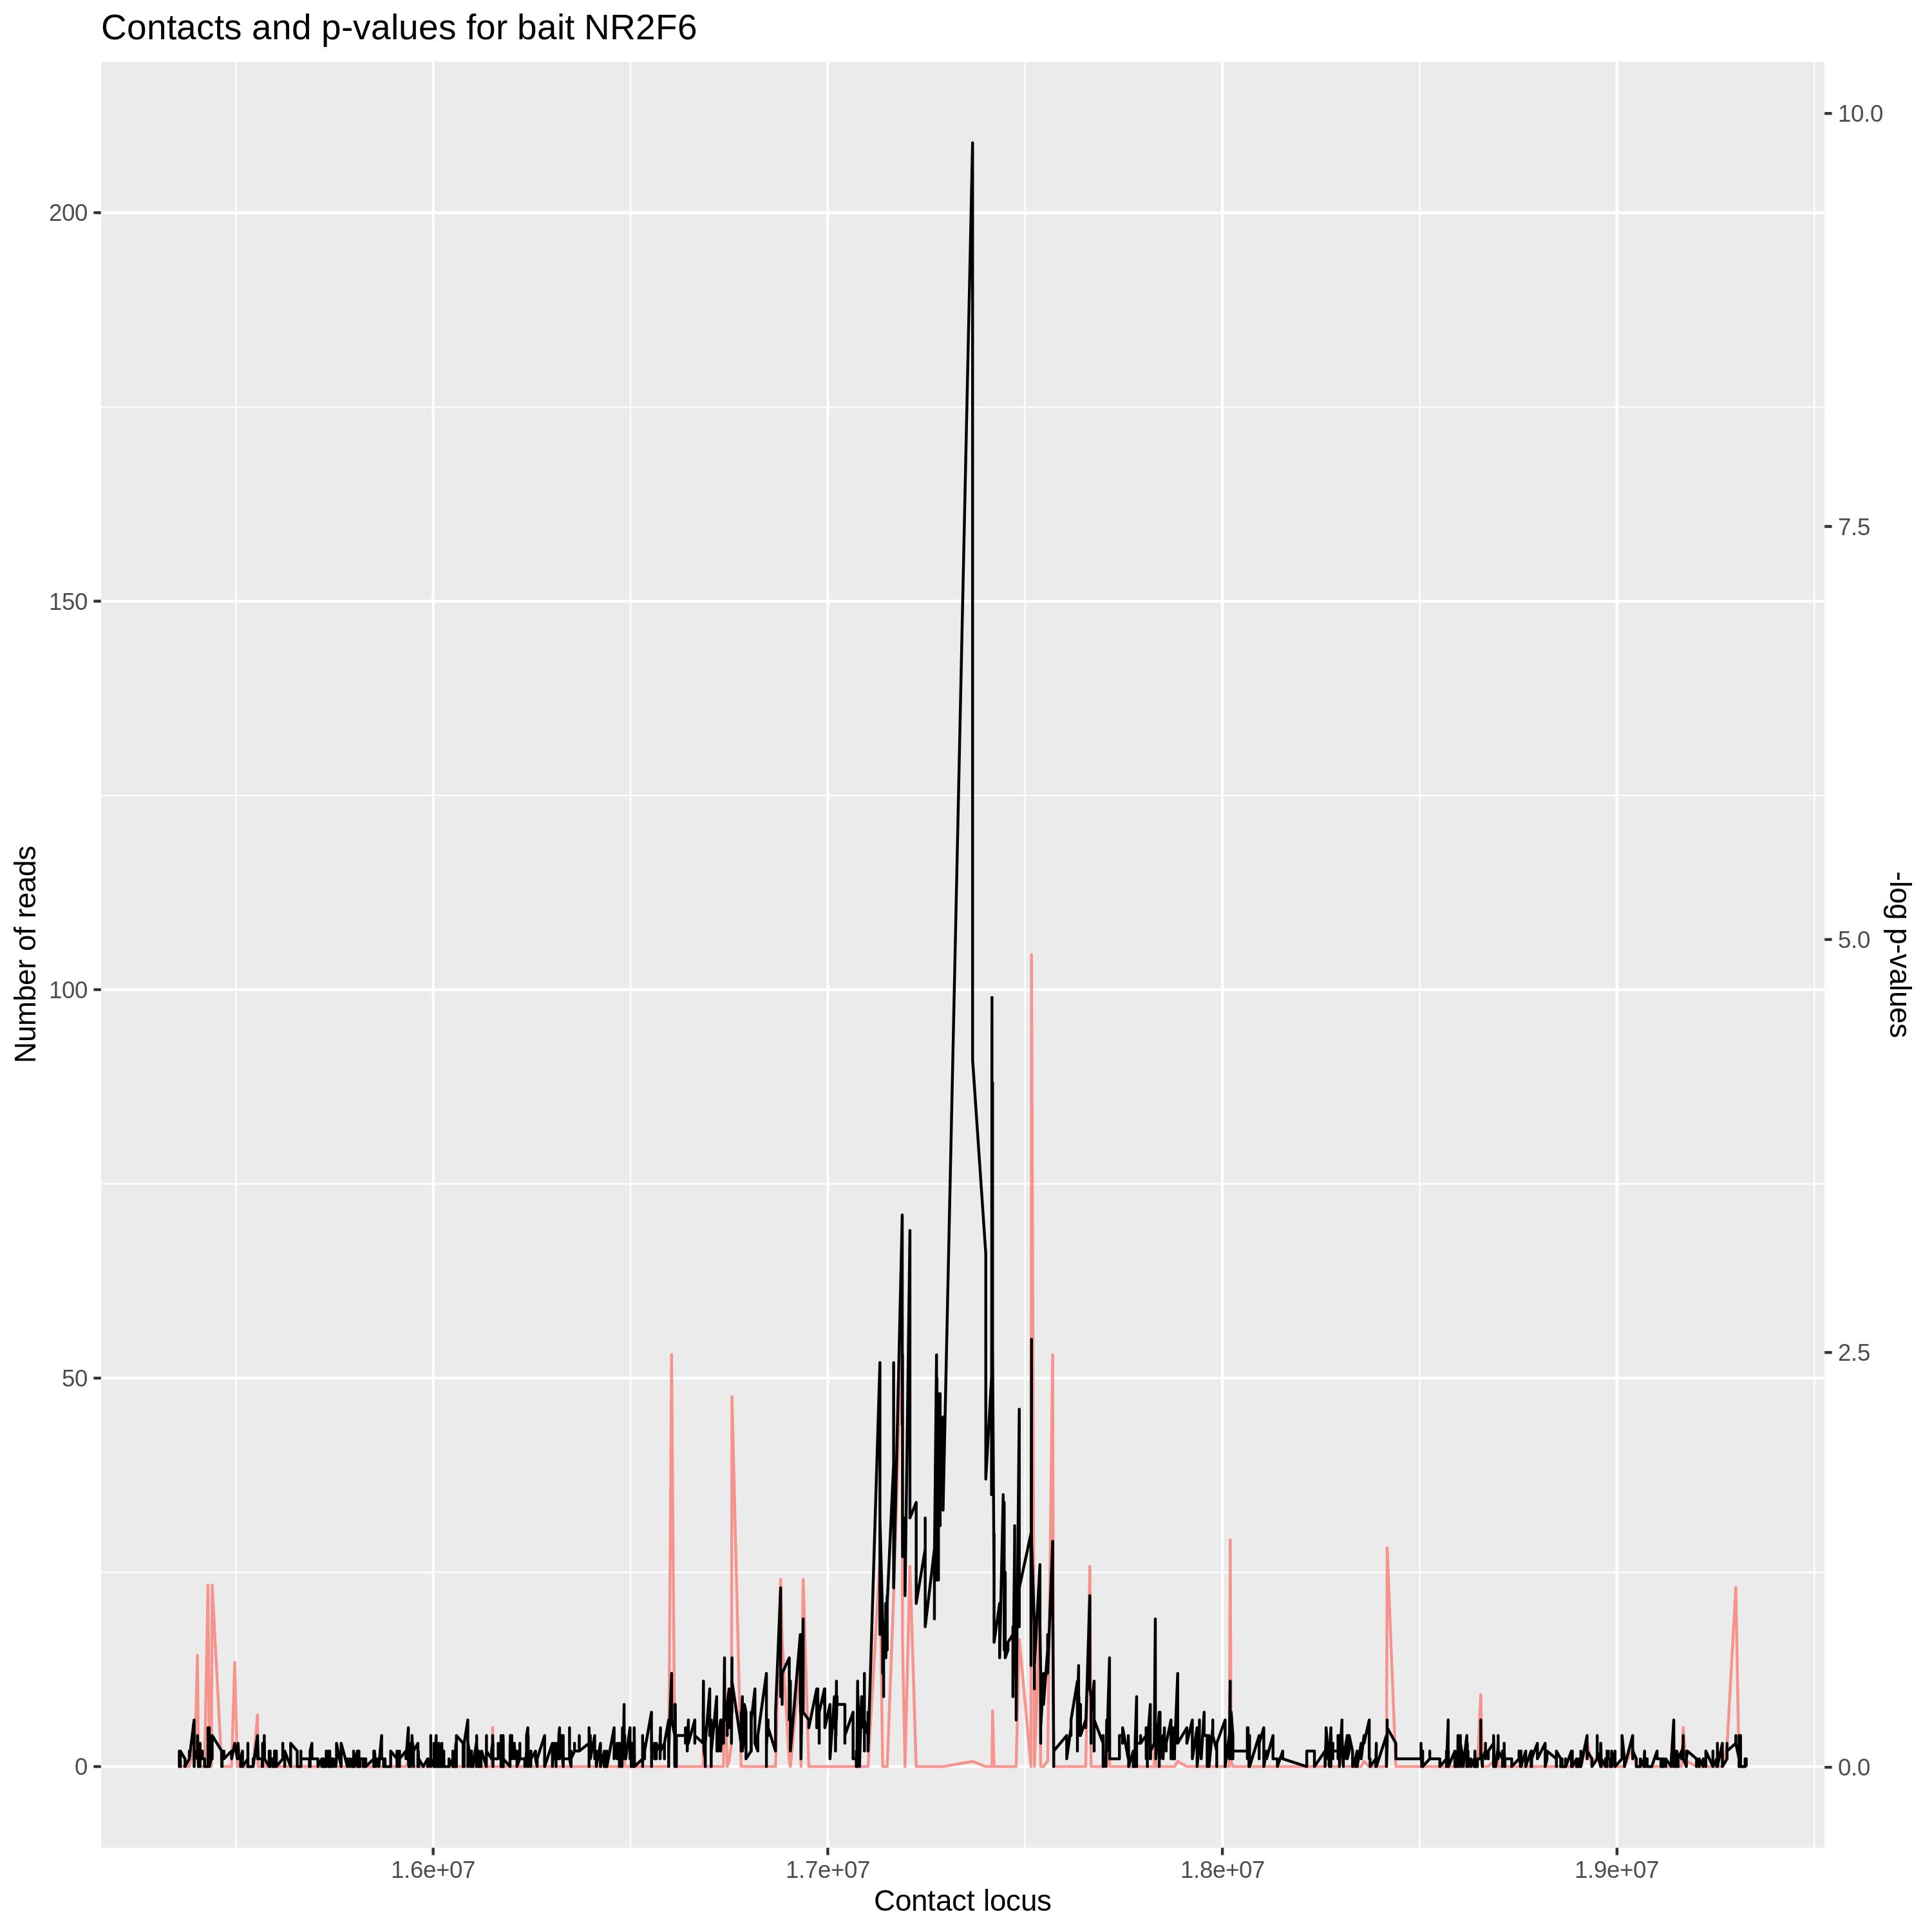 Contacts and p-values for bait NR2F6
200
150
100
50
0
Number of reads
10.0
7.5
5.0
2.5
0.0
-log p-values
1.6e+07
1.7e+07
1.8e+07
1.9e+07
Contact locus